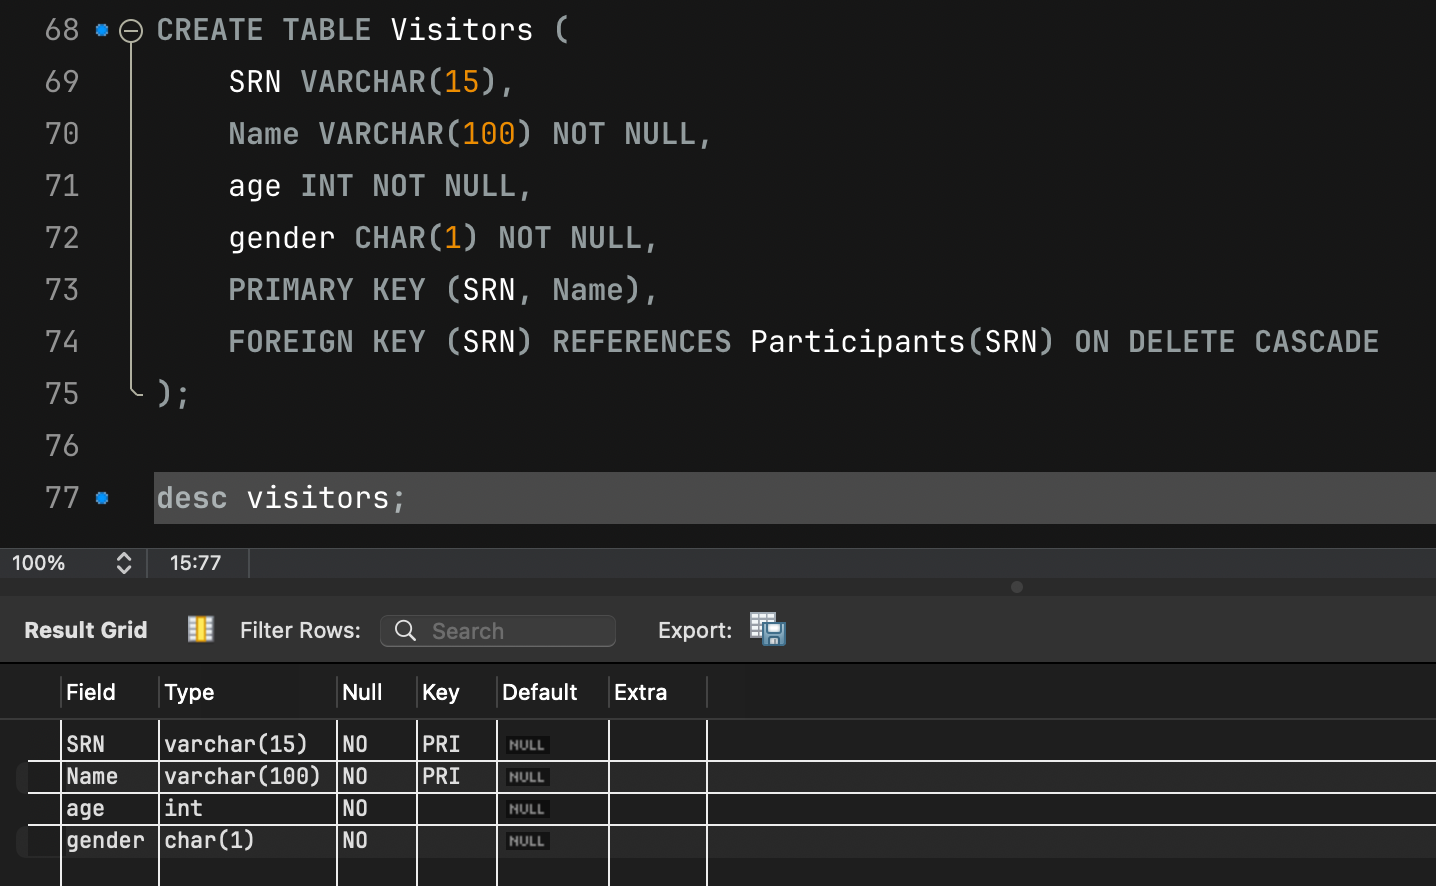 68 CREATE TABLE Visitors (
69 SRN VARCHAR(15),
70 Name VARCHAR(100) NOT NULL,
71 age INT NOT NULL,
72 gender CHAR(1) NOT NULL,
73 PRIMARY KEY (SRN, Name),
74 FOREIGN KEY (SRN) REFERENCES Participants(SRN) ON DELETE CASCADE
75 );
76
77 desc visitors;
100% 15:77
Result Grid Filter Rows: Search Export:
Field Type Null Key Default Extra
SRN varchar(15) NO PRI NULL
Name varchar(100) NO PRI NULL
age int NO NULL
gender char(1) NO NULL